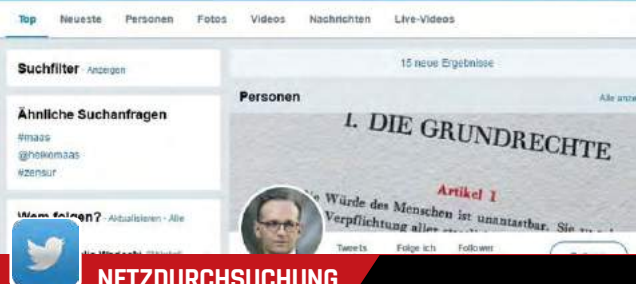 Top Neueste Personen Fotos Videos Nachrichten Live-Videos
Suchfilter · Anzeigen
15 neue Ergebnisse
Personen
Alle
Ähnliche Suchanfragen
#maas
@heikomaas
#zensur
I. DIE GRUNDRECHTE
Artikel 1
Würde des Menschen ist unantastbar. Sie
Verpflichtung aller
Wem folgen? · Aktualisieren · Alle
Tweets Folge ich Follower
NETZDURCHSUCHUNG